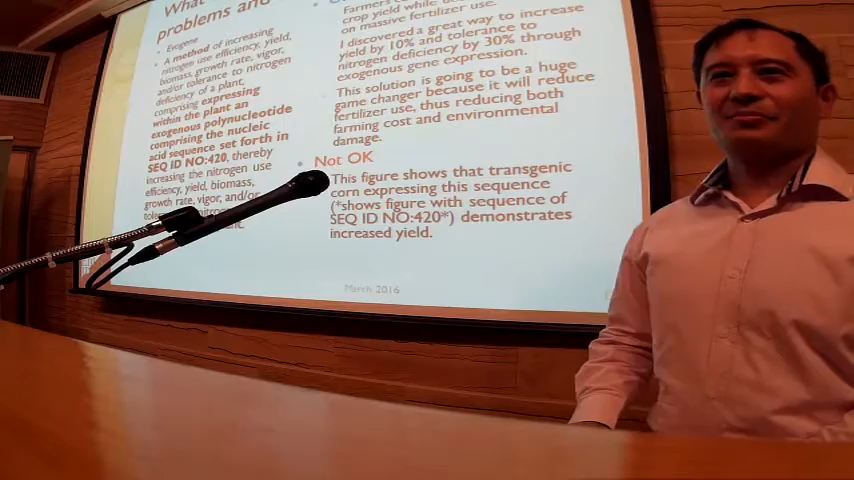 What
problems and
Exogene
A method of increasing
nitrogen use efficiency, yield,
biomass, growth rate, vigor,
and/or tolerance of nitrogen
deficiency of a plant,
comprising expressing
within the plant an
exogenous polynucleotide
comprising the nucleic
acid sequence set forth in
SEQ ID NO:420, thereby
increasing the nitrogen use
efficiency, yield, biomass,
growth rate, vigor, and/or
Farmers
crop yield
on massive fertilizer use.
I discovered a great way to increase
yield by 10% and tolerance of
nitrogen deficiency by 30% through
exogenous expression of
This solution is going to be a huge
game changer because it will reduce
fertilizer use, thus reducing both
farming costs and environmental
damage.
Not OK
This figure shows that transgenic
corn expressing this sequence
(*shows figure with sequence of
SEQ ID NO:420*) demonstrates
increasing yield.
March 2016